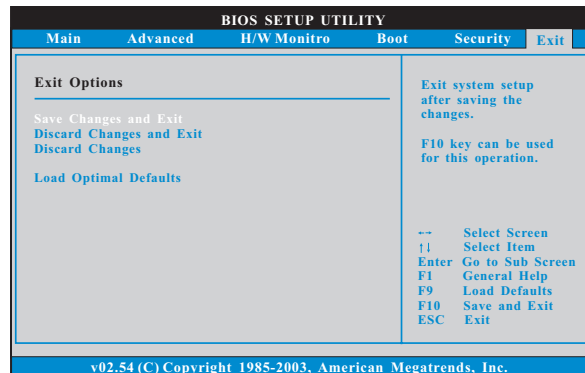 BIOS SETUP UTILITY
Main Advanced H/W Monitro Boot Security Exit
Exit Options
Save Changes and Exit
Discard Changes and Exit
Discard Changes
Load Optimal Defaults
Exit system setup
after saving the
changes.
F10 key can be used
for this operation.
←→ Select Screen
↑↓ Select Item
Enter Go to Sub Screen
F1 General Help
F9 Load Defaults
F10 Save and Exit
ESC Exit
v02.54 (C) Copyright 1985-2003, American Megatrends, Inc.